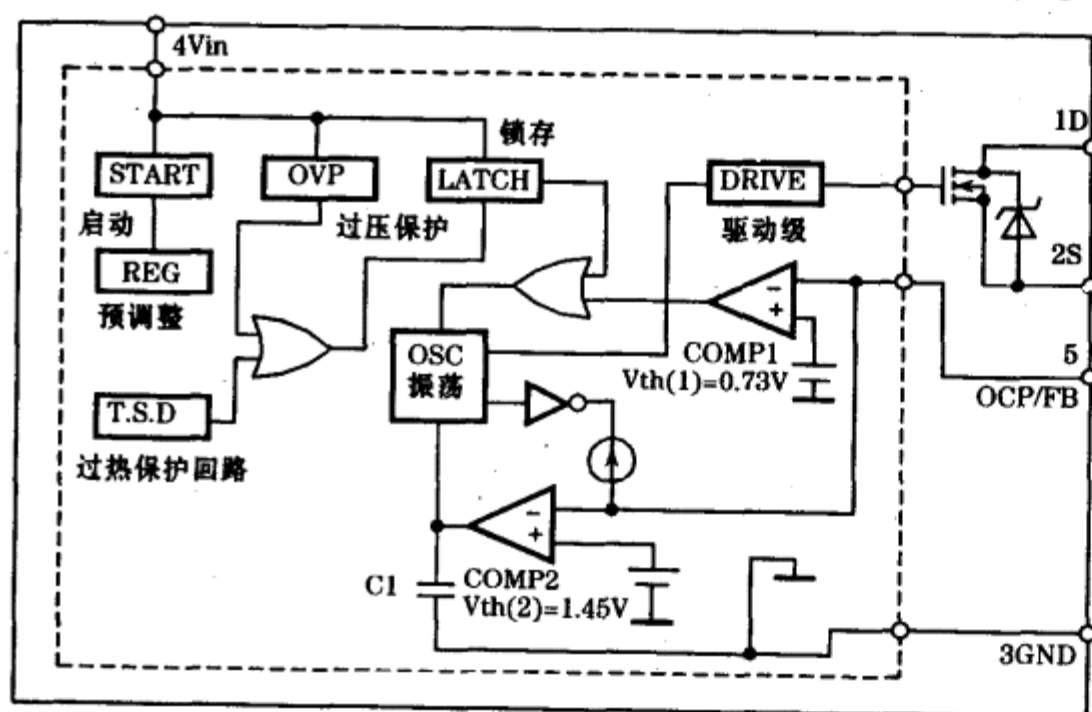 4Vin
锁存
1D
START
OVP
LATCH
DRIVE
启动
过压保护
驱动级
2S
REG
预调整
OSC
振荡
COMP1
Vth(1)=0.73V
5
OCP/FB
T.S.D
过热保护回路
C1
COMP2
Vth(2)=1.45V
3GND